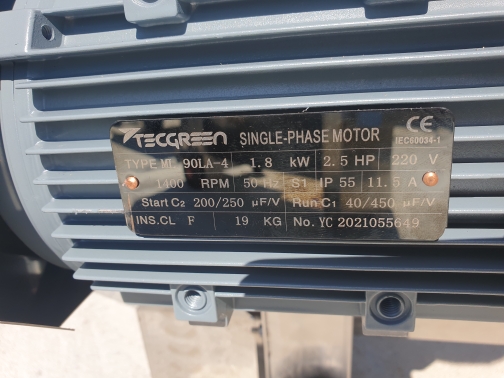 TECGREEN SINGLE-PHASE MOTOR CE
IEC60034-1
TYPE ML 90LA-4 1.8 kW 2.5 HP 220 V
1400 RPM 50 Hz S1 IP 55 11.5 A
Start C2 200/250 μF/V Run C1 40/450 μF/V
INS.CL F 19 KG No. YC 2021055649